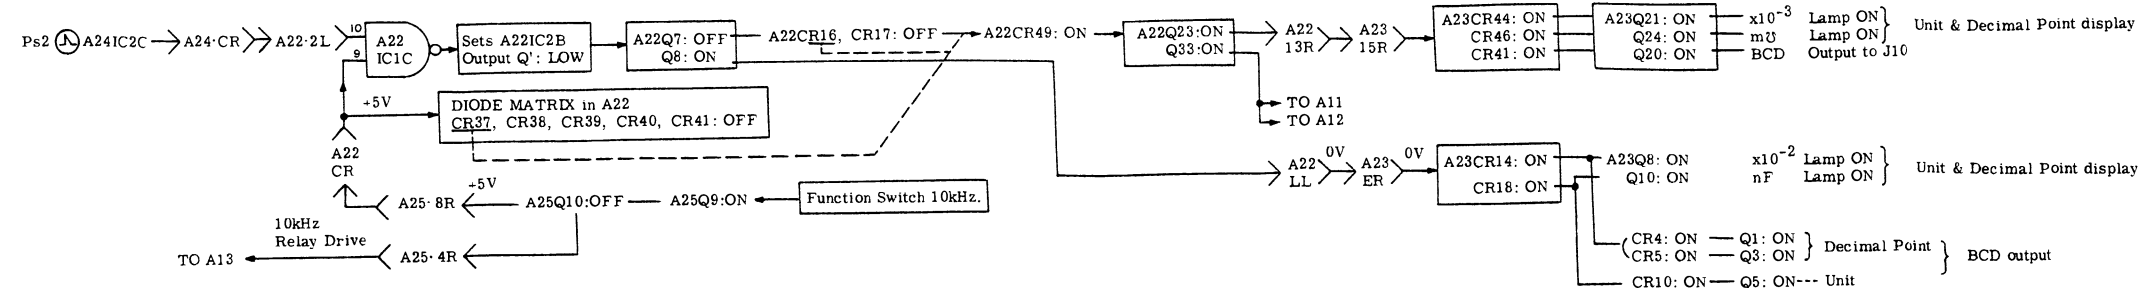 Ps2 A24IC2C A24·CR A22·2L 10 9 A22 IC1C
Sets A22IC2B
Output Q': LOW
A22Q7: OFF
Q8: ON
A22CR16, CR17: OFF
A22CR49: ON
A22Q23:ON
Q33:ON
A22
13R
A23
15R
A23CR44: ON
CR46: ON
CR41: ON
A23Q21: ON
Q24: ON
Q20: ON
x10-3 Lamp ON
m℧ Lamp ON
BCD Output to J10
Unit & Decimal Point display
+5V
DIODE MATRIX in A22
CR37, CR38, CR39, CR40, CR41: OFF
TO A11
TO A12
A22
CR
A22
LL
0V
A23
ER
0V
A23CR14: ON
CR18: ON
A23Q8: ON
Q10: ON
x10-2 Lamp ON
nF Lamp ON
Unit & Decimal Point display
A25·8R
+5V
A25Q10:OFF
A25Q9:ON
Function Switch 10kHz.
10kHz
Relay Drive
TO A13
A25·4R
CR4: ON Q1: ON
CR5: ON Q3: ON
Decimal Point
BCD output
CR10: ON Q5: ON--- Unit